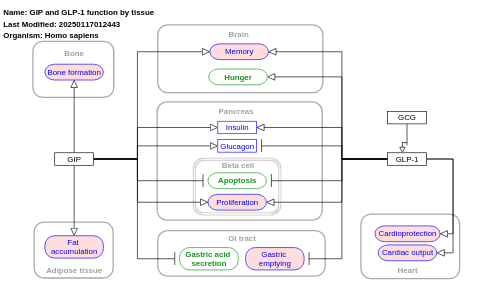 Name: GIP and GLP-1 function by tissue
Last Modified: 20250117012443
Organism: Homo sapiens
Bone
Bone formation
Brain
Memory
Hunger
Pancreas
Insulin
Glucagon
Beta cell
Apoptosis
Proliferation
GIP
GCG
GLP-1
Fat
accumulation
Adipose tissue
GI tract
Gastric acid
secretion
Gastric
emptying
Cardioprotection
Cardiac output
Heart